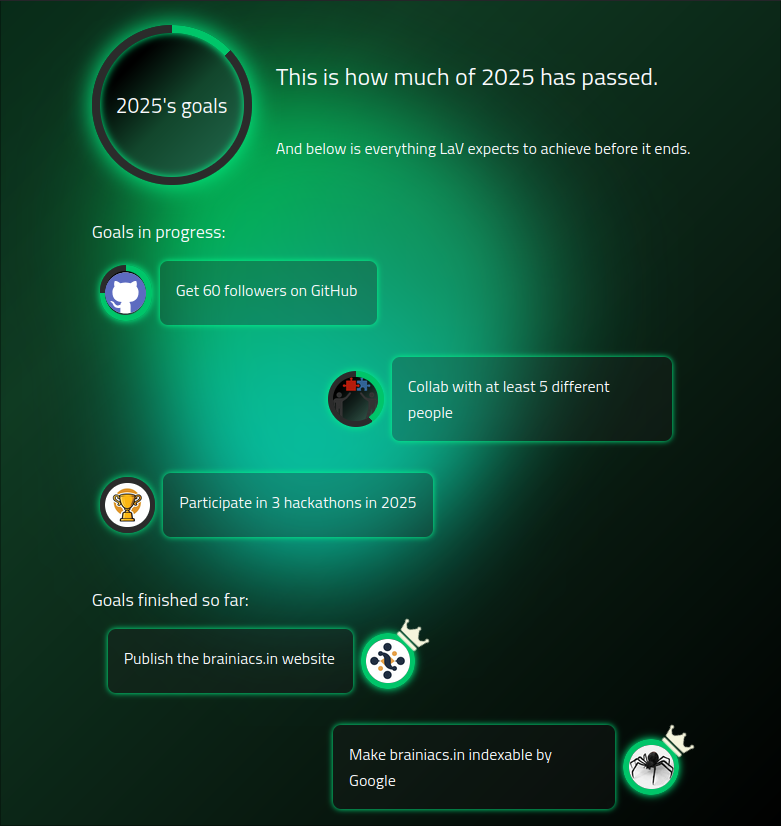 2025's goals
This is how much of 2025 has passed.
And below is everything LaV expects to achieve before it ends.
Goals in progress:
Get 60 followers on GitHub
Collab with at least 5 different
people
Participate in 3 hackathons in 2025
Goals finished so far:
Publish the brainiacs.in website
Make brainiacs.in indexable by
Google